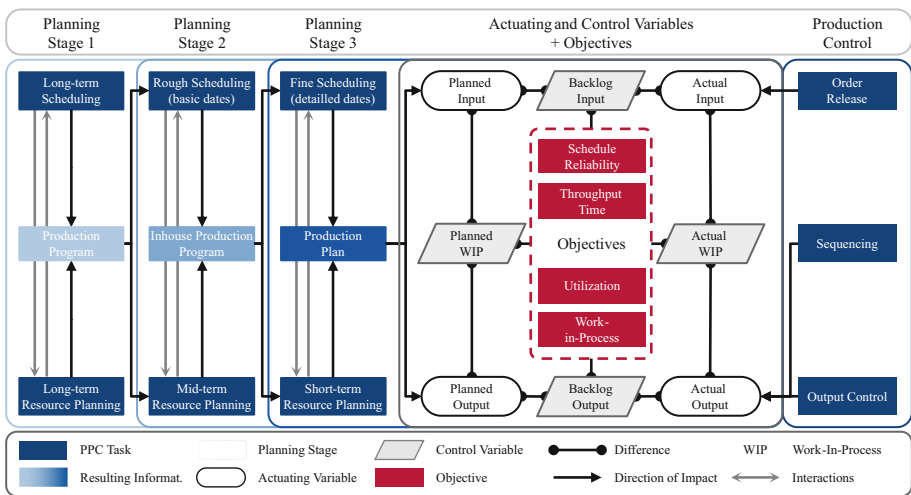 Planning
Stage 1
Planning
Stage 2
Planning
Stage 3
Actuating and Control Variables
+ Objectives
Production
Control
Long-term
Scheduling
Rough Scheduling
(basic dates)
Fine Scheduling
(detailled dates)
Planned
Input
Backlog
Input
Actual
Input
Order
Release
Schedule
Reliability
Throughput
Time
Production
Program
Inhouse Production
Program
Production
Plan
Planned
WIP
Objectives
Actual
WIP
Sequencing
Utilization
Work-
in-Process
Long-term
Resource Planning
Mid-term
Resource Planning
Short-term
Resource Planning
Planned
Output
Backlog
Output
Actual
Output
Output Control
PPC Task
Planning Stage
Control Variable
Difference
WIP
Work-In-Process
Resulting Informat.
Actuating Variable
Objective
Direction of Impact
Interactions